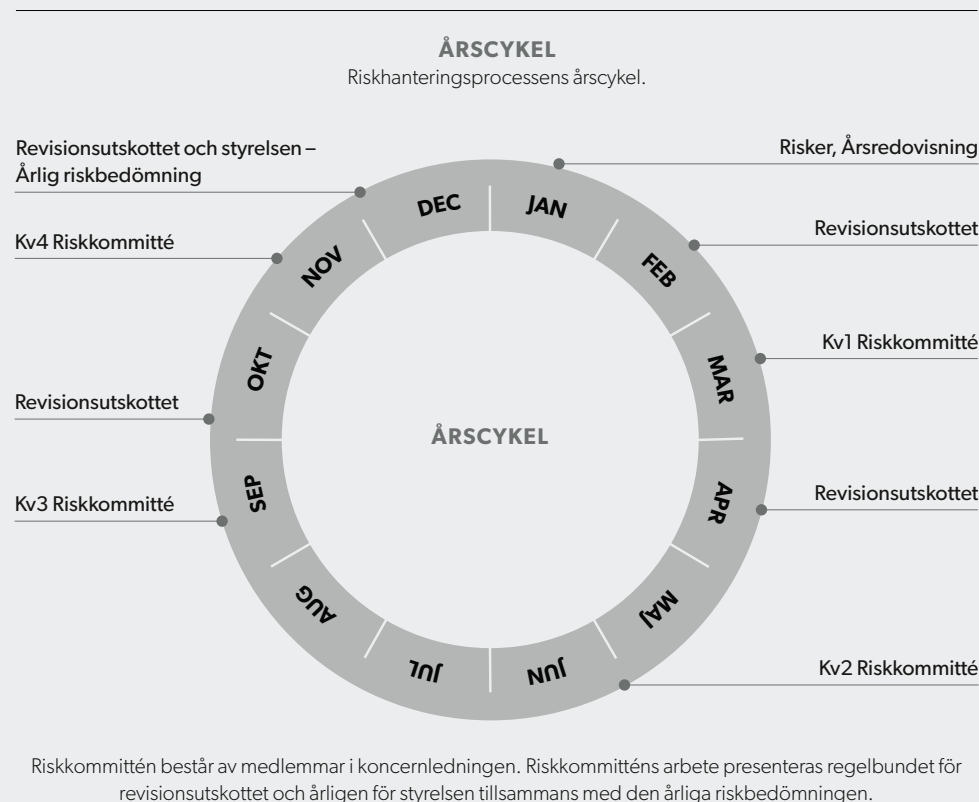 ÅRSCYKEL
Riskhanteringsprocessens årscykel.
Revisionsutskottet och styrelsen –
Årlig riskbedömning
Kv4 Riskkommitté
Revisionsutskottet
Kv3 Riskkommitté
Risker, Årsredovisning
Revisionsutskottet
Kv1 Riskkommitté
Revisionsutskottet
Kv2 Riskkommitté
JAN
FEB
MAR
APR
MAJ
JUN
JUL
AUG
SEP
OKT
NOV
DEC
ÅRSCYKEL
Riskkommittén består av medlemmar i koncernledningen. Riskkommitténs arbete presenteras regelbundet för
revisionsutskottet och årligen för styrelsen tillsammans med den årliga riskbedömningen.